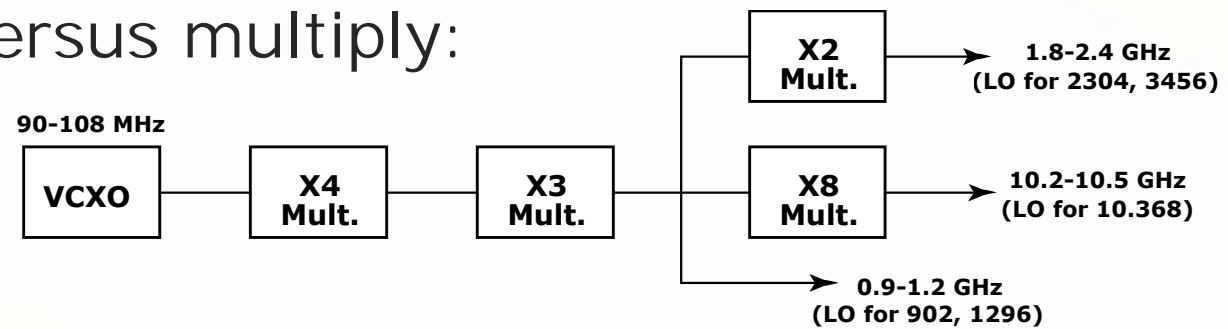 ersus multiply:
90-108 MHz
VCXO
X4
Mult.
X3
Mult.
X2
Mult.
1.8-2.4 GHz
(LO for 2304, 3456)
X8
Mult.
10.2-10.5 GHz
(LO for 10.368)
0.9-1.2 GHz
(LO for 902, 1296)